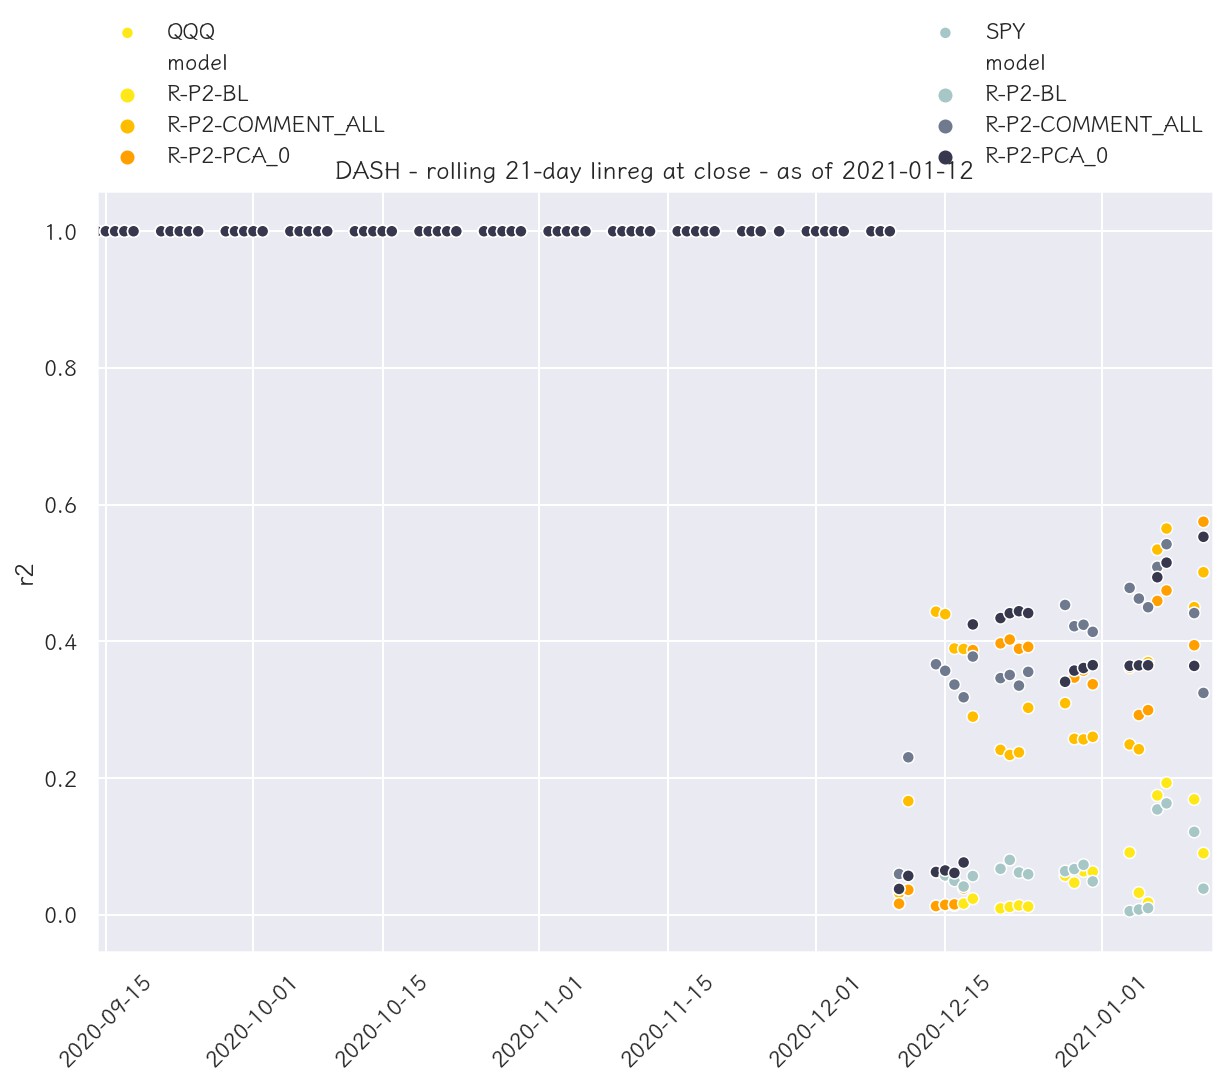 QQQ
model
R-P2-BL
R-P2-COMMENT_ALL
R-P2-PCA_0
SPY
model
R-P2-BL
R-P2-COMMENT_ALL
R-P2-PCA_0
DASH - rolling 21-day linreg at close - as of 2021-01-12
1.0
0.8
0.6
0.4
0.2
0.0
r2
2020-09-15
2020-10-01
2020-10-15
2020-11-01
2020-11-15
2020-12-01
2020-12-15
2021-01-01